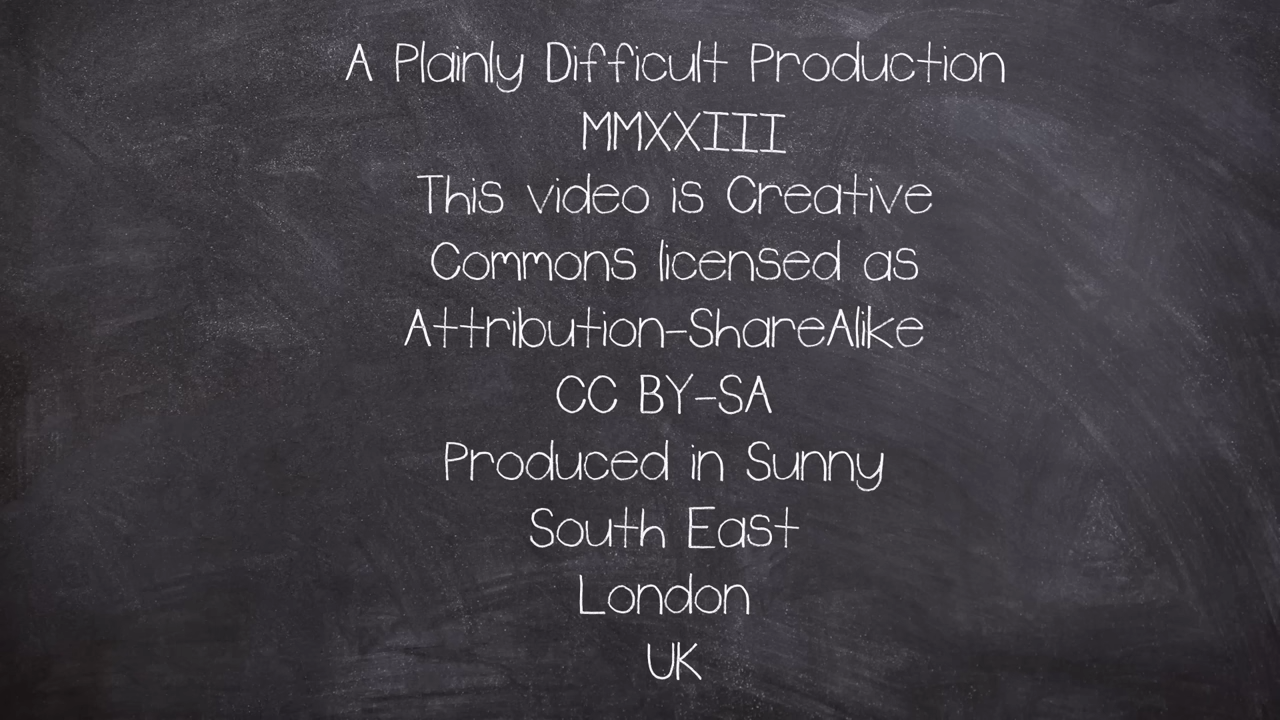 A Plainly Difficult Production
MMXXIII
This video is Creative
Commons licensed as
Attribution-ShareAlike
CC BY-SA
Produced in Sunny
South East
London
UK